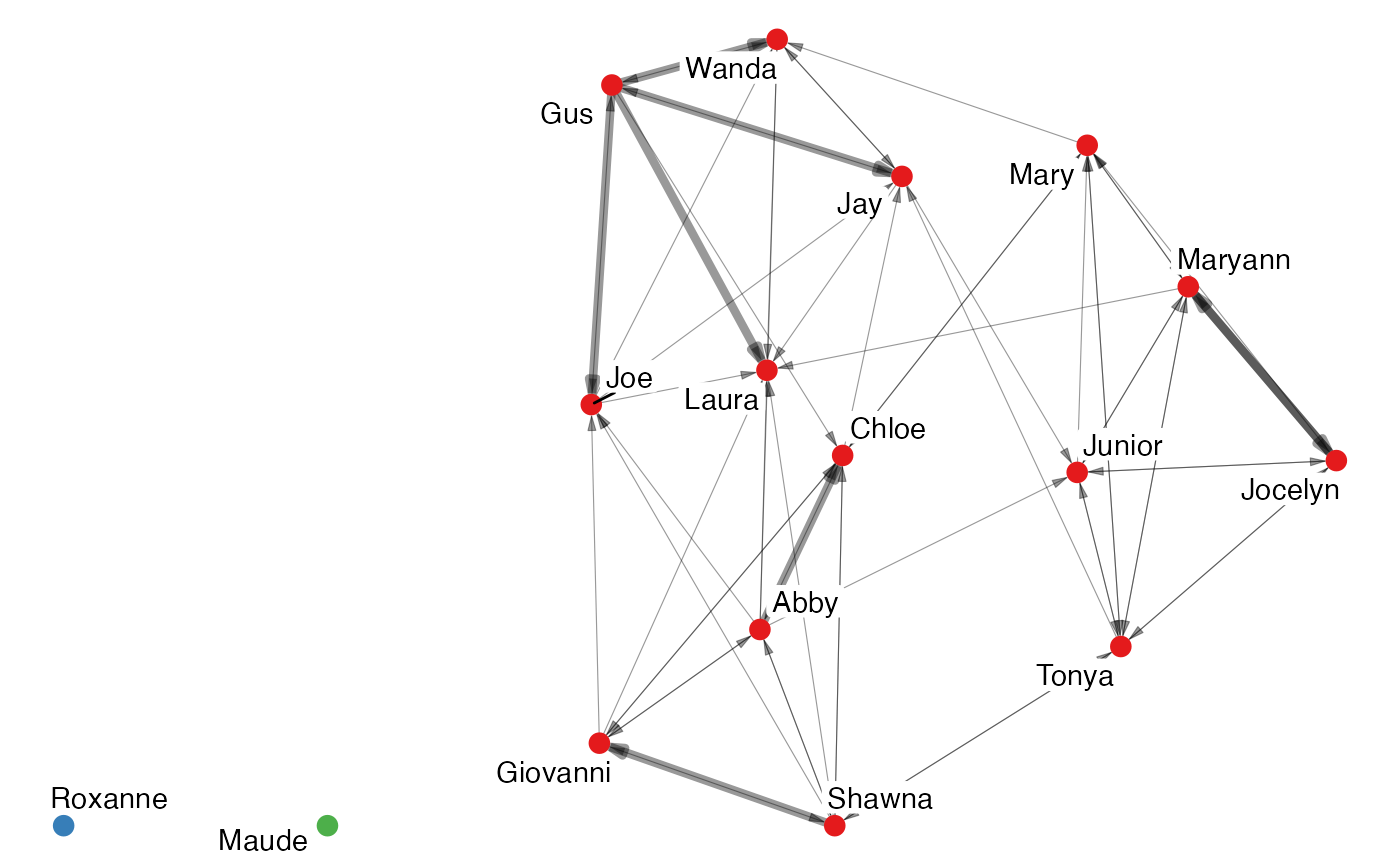 Wanda
Gus
Mary
Jay
Maryann
Joe
Laura
Chloe
Junior
Jocelyn
Abby
Tonya
Giovanni
Roxanne
Shawna
Maude